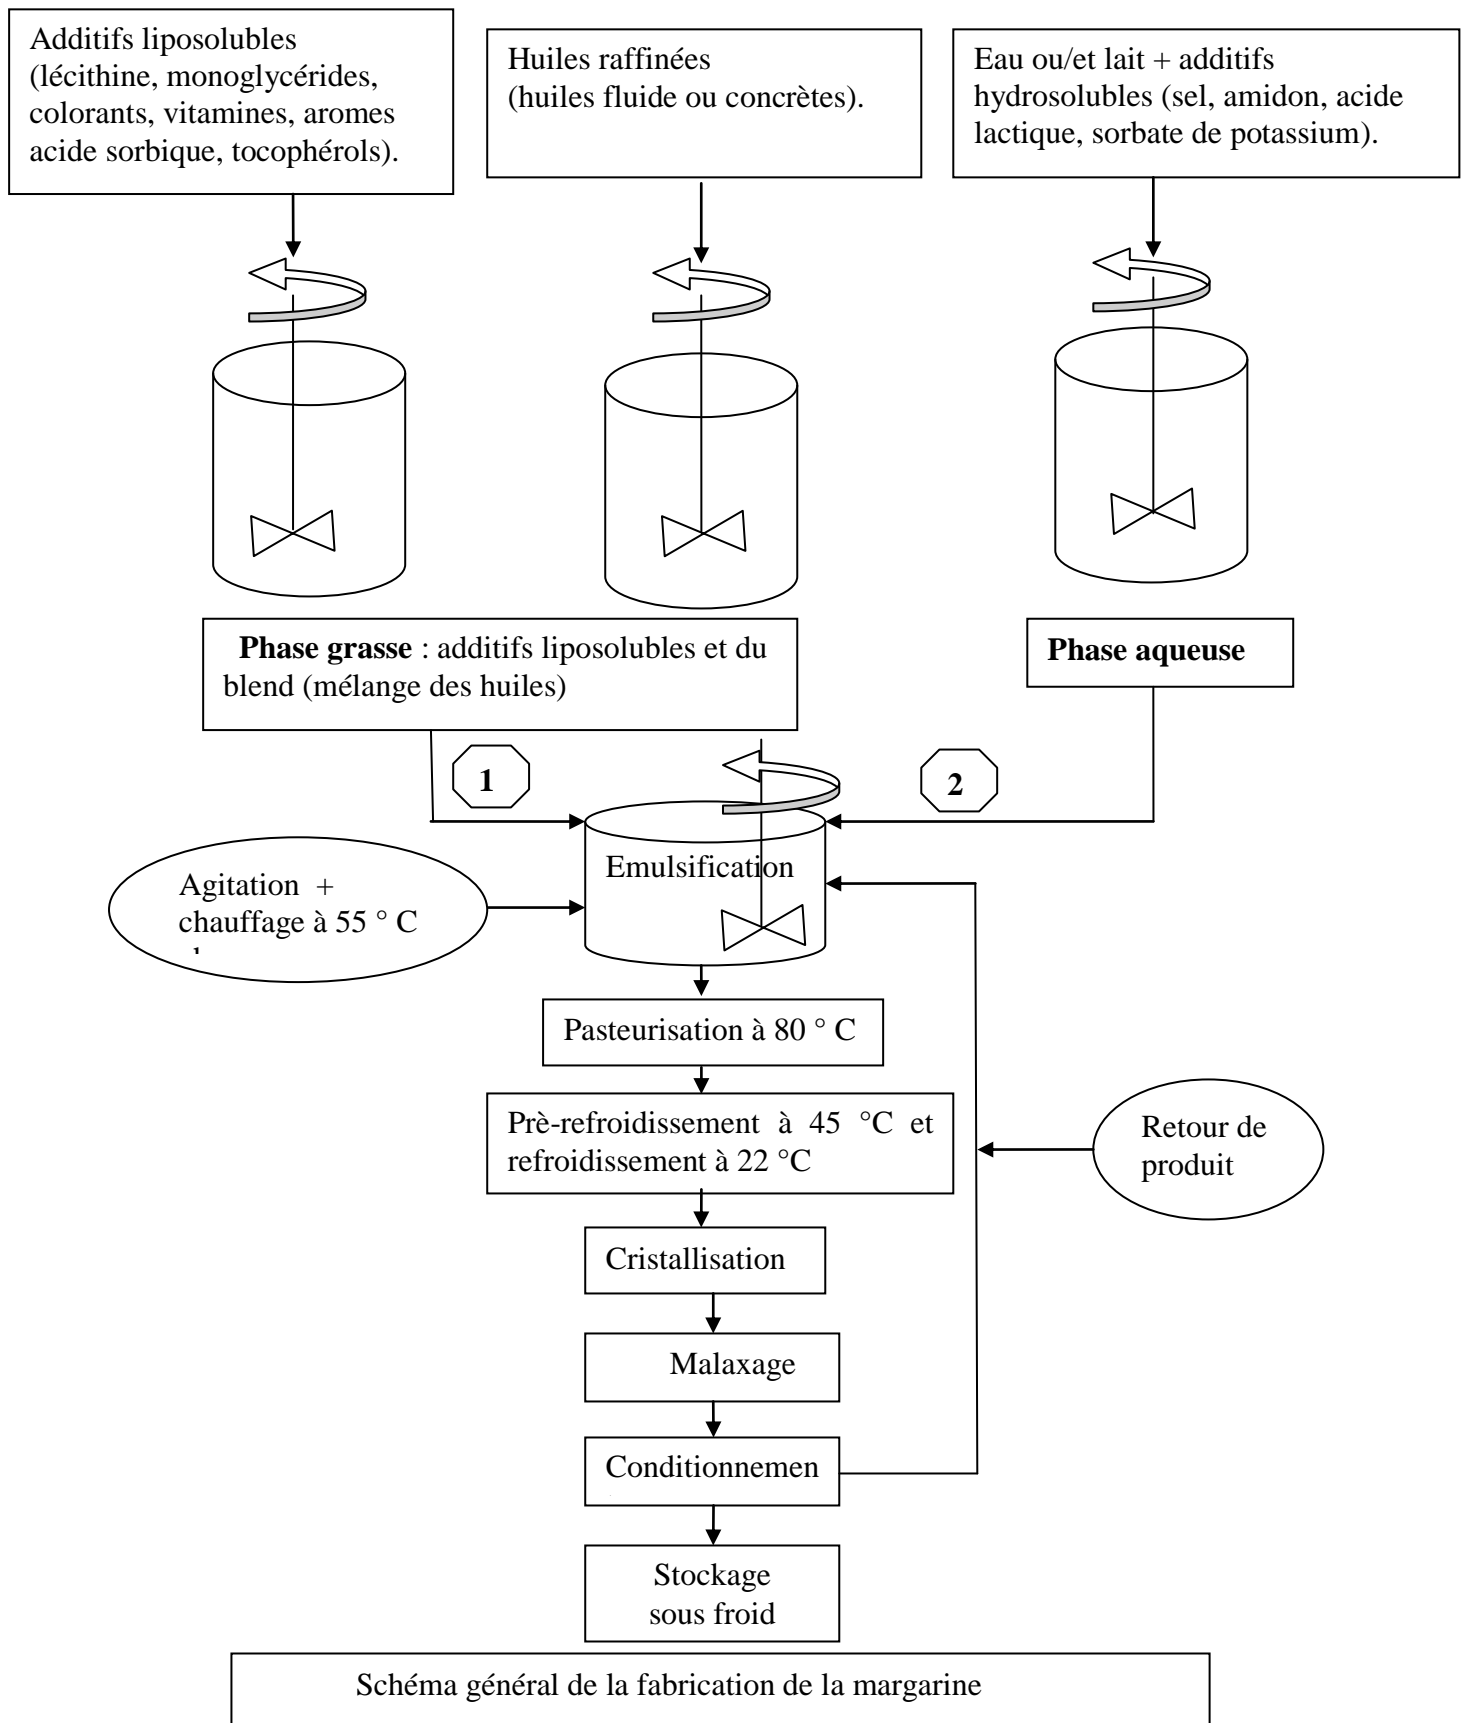 Additifs liposolubles
(lécithine, monoglycérides,
colorants, vitamines, aromes
acide sorbique, tocophérols).
Huiles raffinées
(huiles fluide ou concrètes).
Eau ou/et lait + additifs
hydrosolubles (sel, amidon, acide
lactique, sorbate de potassium).
Phase grasse : additifs liposolubles et du
blend (mélange des huiles)
Phase aqueuse
1
2
Emulsification
Agitation +
chauffage à 55 ° C
Pasteurisation à 80 ° C
Prè-refroidissement à 45 °C et
refroidissement à 22 °C
Retour de
produit
Cristallisation
Malaxage
Conditionnemen
Stockage
sous froid
Schéma général de la fabrication de la margarine